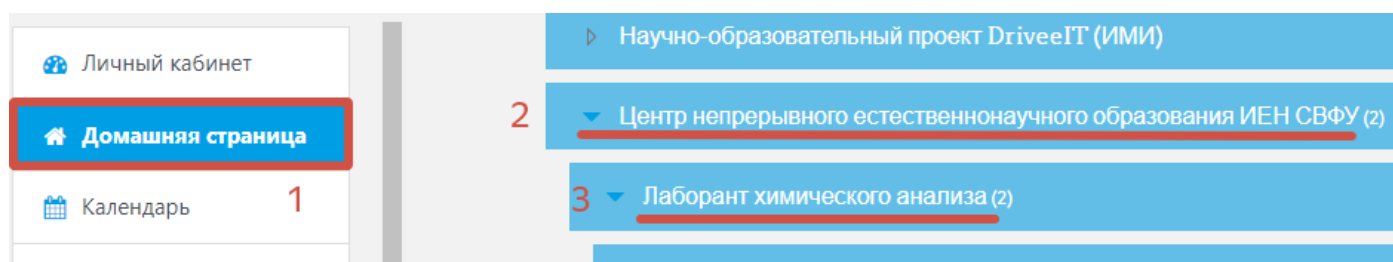 Личный кабинет
Домашняя страница
Календарь
1
Научно-образовательный проект DriveeIT (ИМИ)
2
Центр непрерывного естественнонаучного образования ИЕН СВФУ (2)
3
Лаборант химического анализа (2)